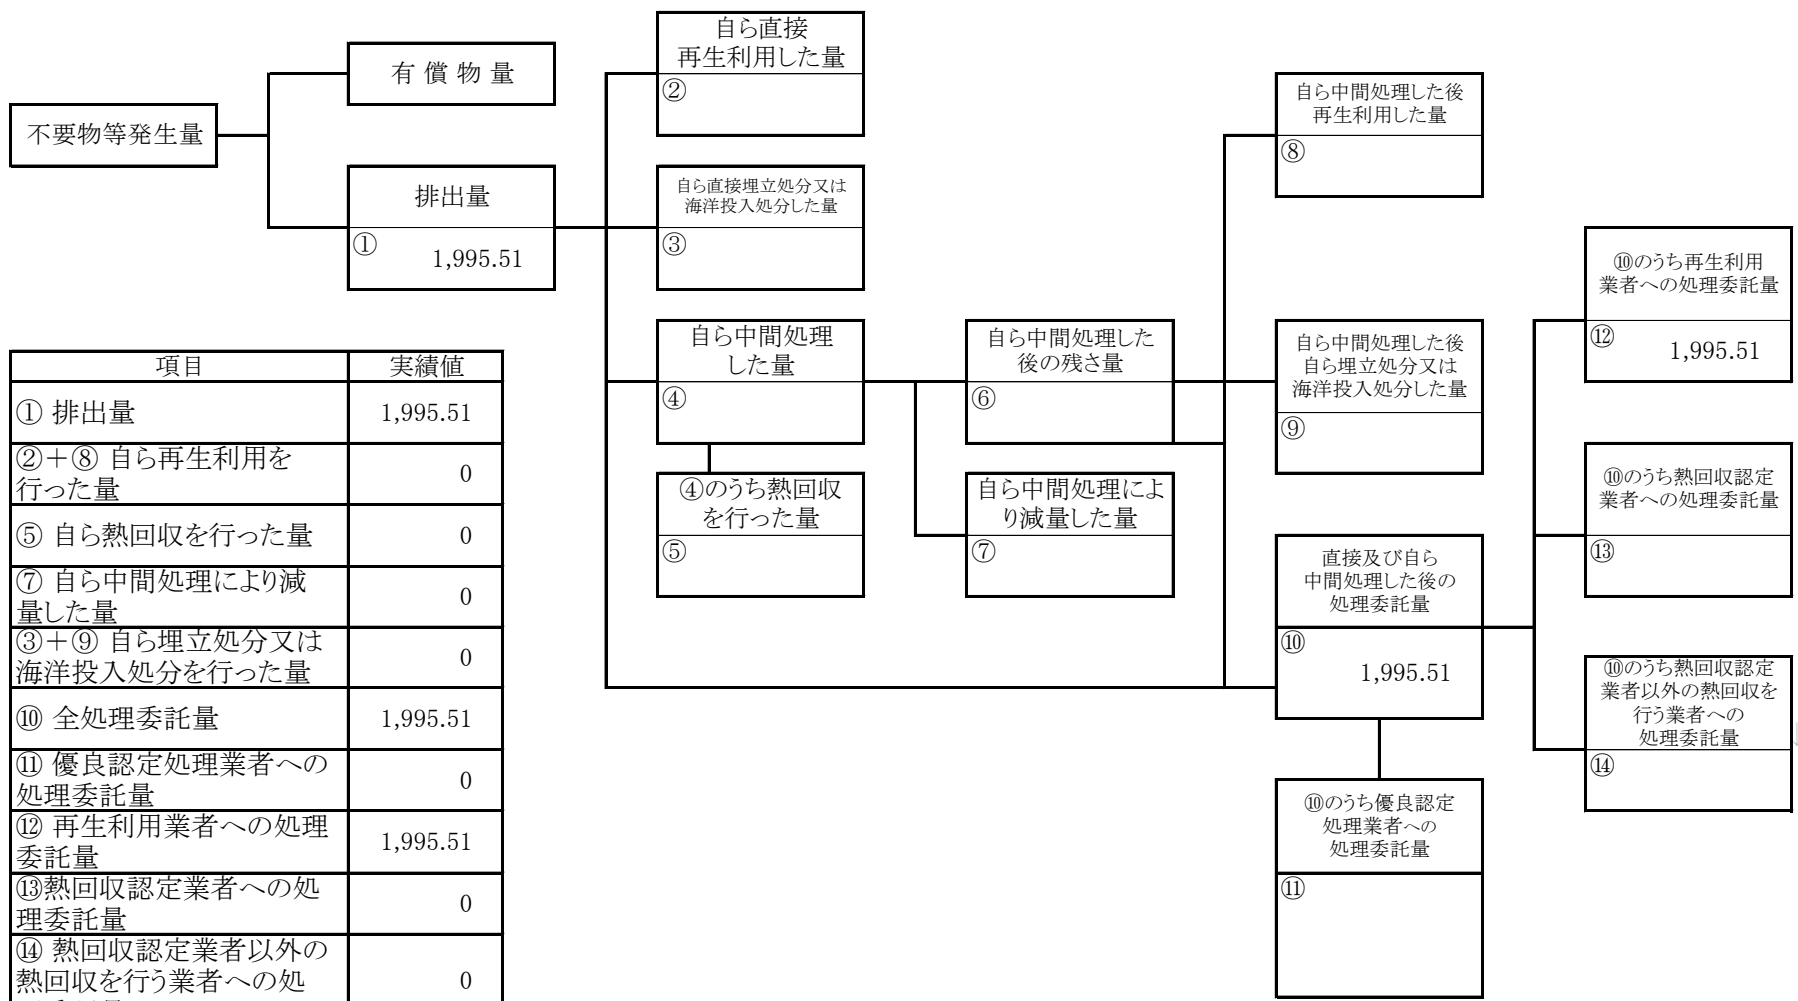 不要物等発生量
有 償 物 量
排出量
①
1,995.51
自ら直接
再生利用した量
②
自ら直接埋立処分又は
海洋投入処分した量
③
自ら中間処理
した量
④
④のうち熱回収
を行った量
⑤
自ら中間処理した
後の残さ量
⑥
自ら中間処理によ
り減量した量
⑦
自ら中間処理した後
再生利用した量
⑧
自ら中間処理した後
自ら埋立処分又は
海洋投入処分した量
⑨
直接及び自ら
中間処理した後の
処理委託量
⑩
1,995.51
⑩のうち優良認定
処理業者への
処理委託量
⑪
⑩のうち再生利用
業者への処理委託量
⑫
1,995.51
⑩のうち熱回収認定
業者への処理委託量
⑬
⑩のうち熱回収認定
業者以外の熱回収を
行う業者への
処理委託量
⑭
項目 実績値
① 排出量 1,995.51
②＋⑧ 自ら再生利用を
行った量 0
⑤ 自ら熱回収を行った量 0
⑦ 自ら中間処理により減
量した量 0
③＋⑨ 自ら埋立処分又は
海洋投入処分を行った量 0
⑩ 全処理委託量 1,995.51
⑪ 優良認定処理業者への
処理委託量 0
⑫ 再生利用業者への処理
委託量 1,995.51
⑬熱回収認定業者への処
理委託量 0
⑭ 熱回収認定業者以外の
熱回収を行う業者への処 0